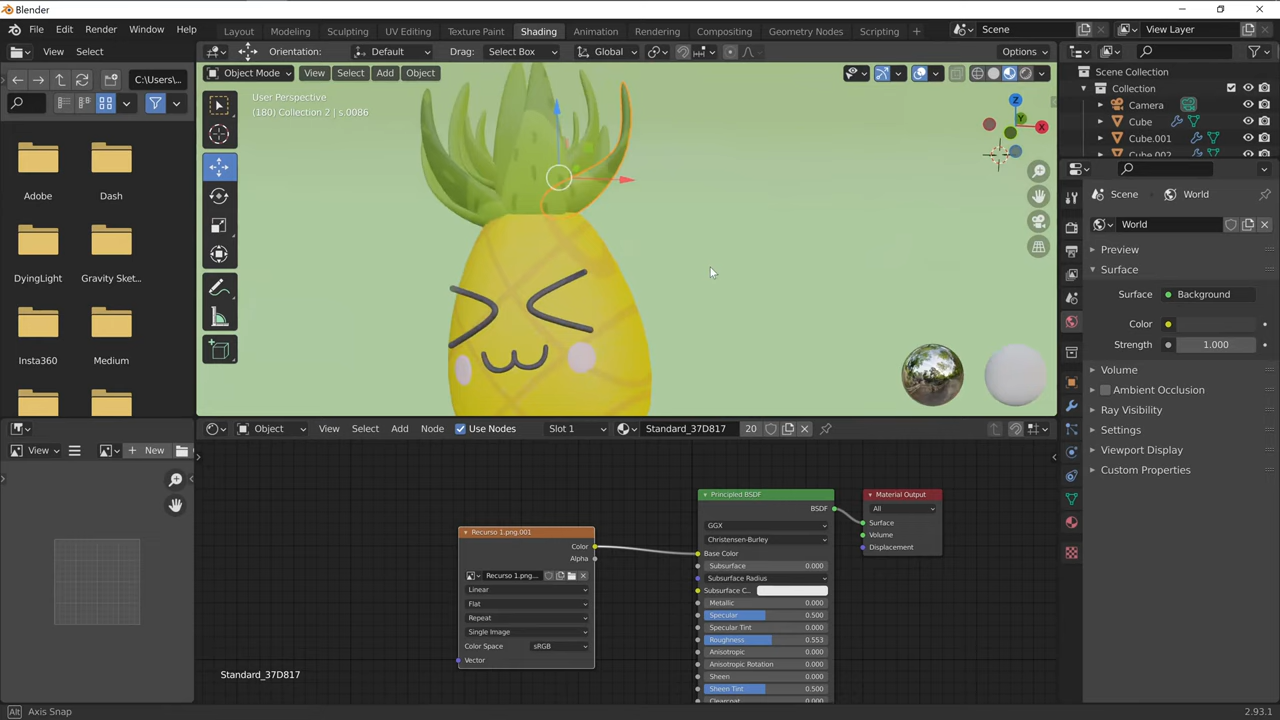 Blender
File Edit Render Window Help Layout Modeling Sculpting UV Editing Texture Paint Shading Animation Rendering Compositing Geometry Nodes Scripting + Scene View Layer
View Select Orientation: Default Drag: Select Box Global Options
Object Mode View Select Add Object
C:\Users\...
User Perspective
(180) Collection 2 | s.0086
Z
Y
X
Scene Collection
Collection
Camera
Cube
Cube.001
Cube.002
Adobe Dash
DyingLight Gravity Sket...
Insta360 Medium
Scene World
World
Preview
Surface
Surface Background
Color
Strength 1.000
Volume
Ambient Occlusion
Ray Visibility
Settings
Viewport Display
Custom Properties
View New
Object View Select Add Node Use Nodes Slot 1 Standard_37D817 20
Recurso 1.png.001
Color
Alpha
Recurso 1.png...
Linear
Flat
Repeat
Single Image
Color Space sRGB
Vector
Principled BSDF
BSDF
GGX
Christensen-Burley
Base Color
Subsurface 0.000
Subsurface Radius
Subsurface C...
Metallic 0.000
Specular 0.500
Specular Tint 0.000
Roughness 0.553
Anisotropic 0.000
Anisotropic Rotation 0.000
Sheen 0.000
Sheen Tint 0.500
Clearcoat 0.000
Material Output
All
Surface
Volume
Displacement
Standard_37D817
Alt Axis Snap 2.93.1